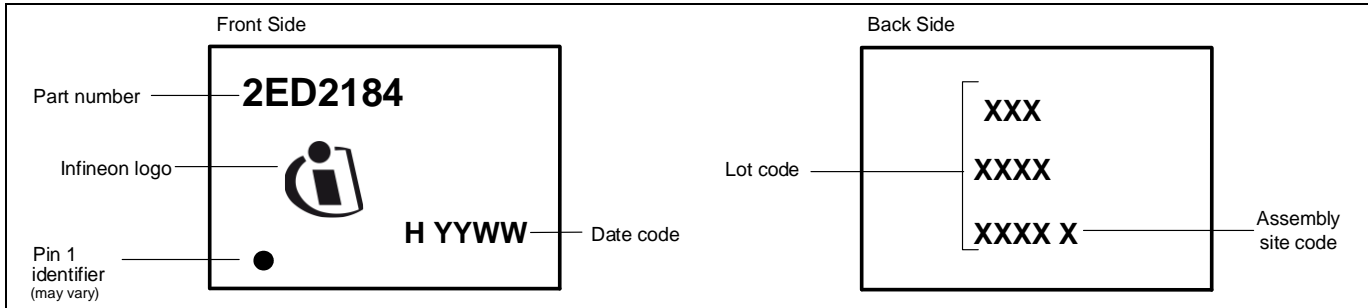 Front Side
Part number
2ED2184
Infineon logo
H YYWW
Date code
Pin 1
identifier
(may vary)
Back Side
XXX
Lot code
XXXX
XXXX X
Assembly
site code